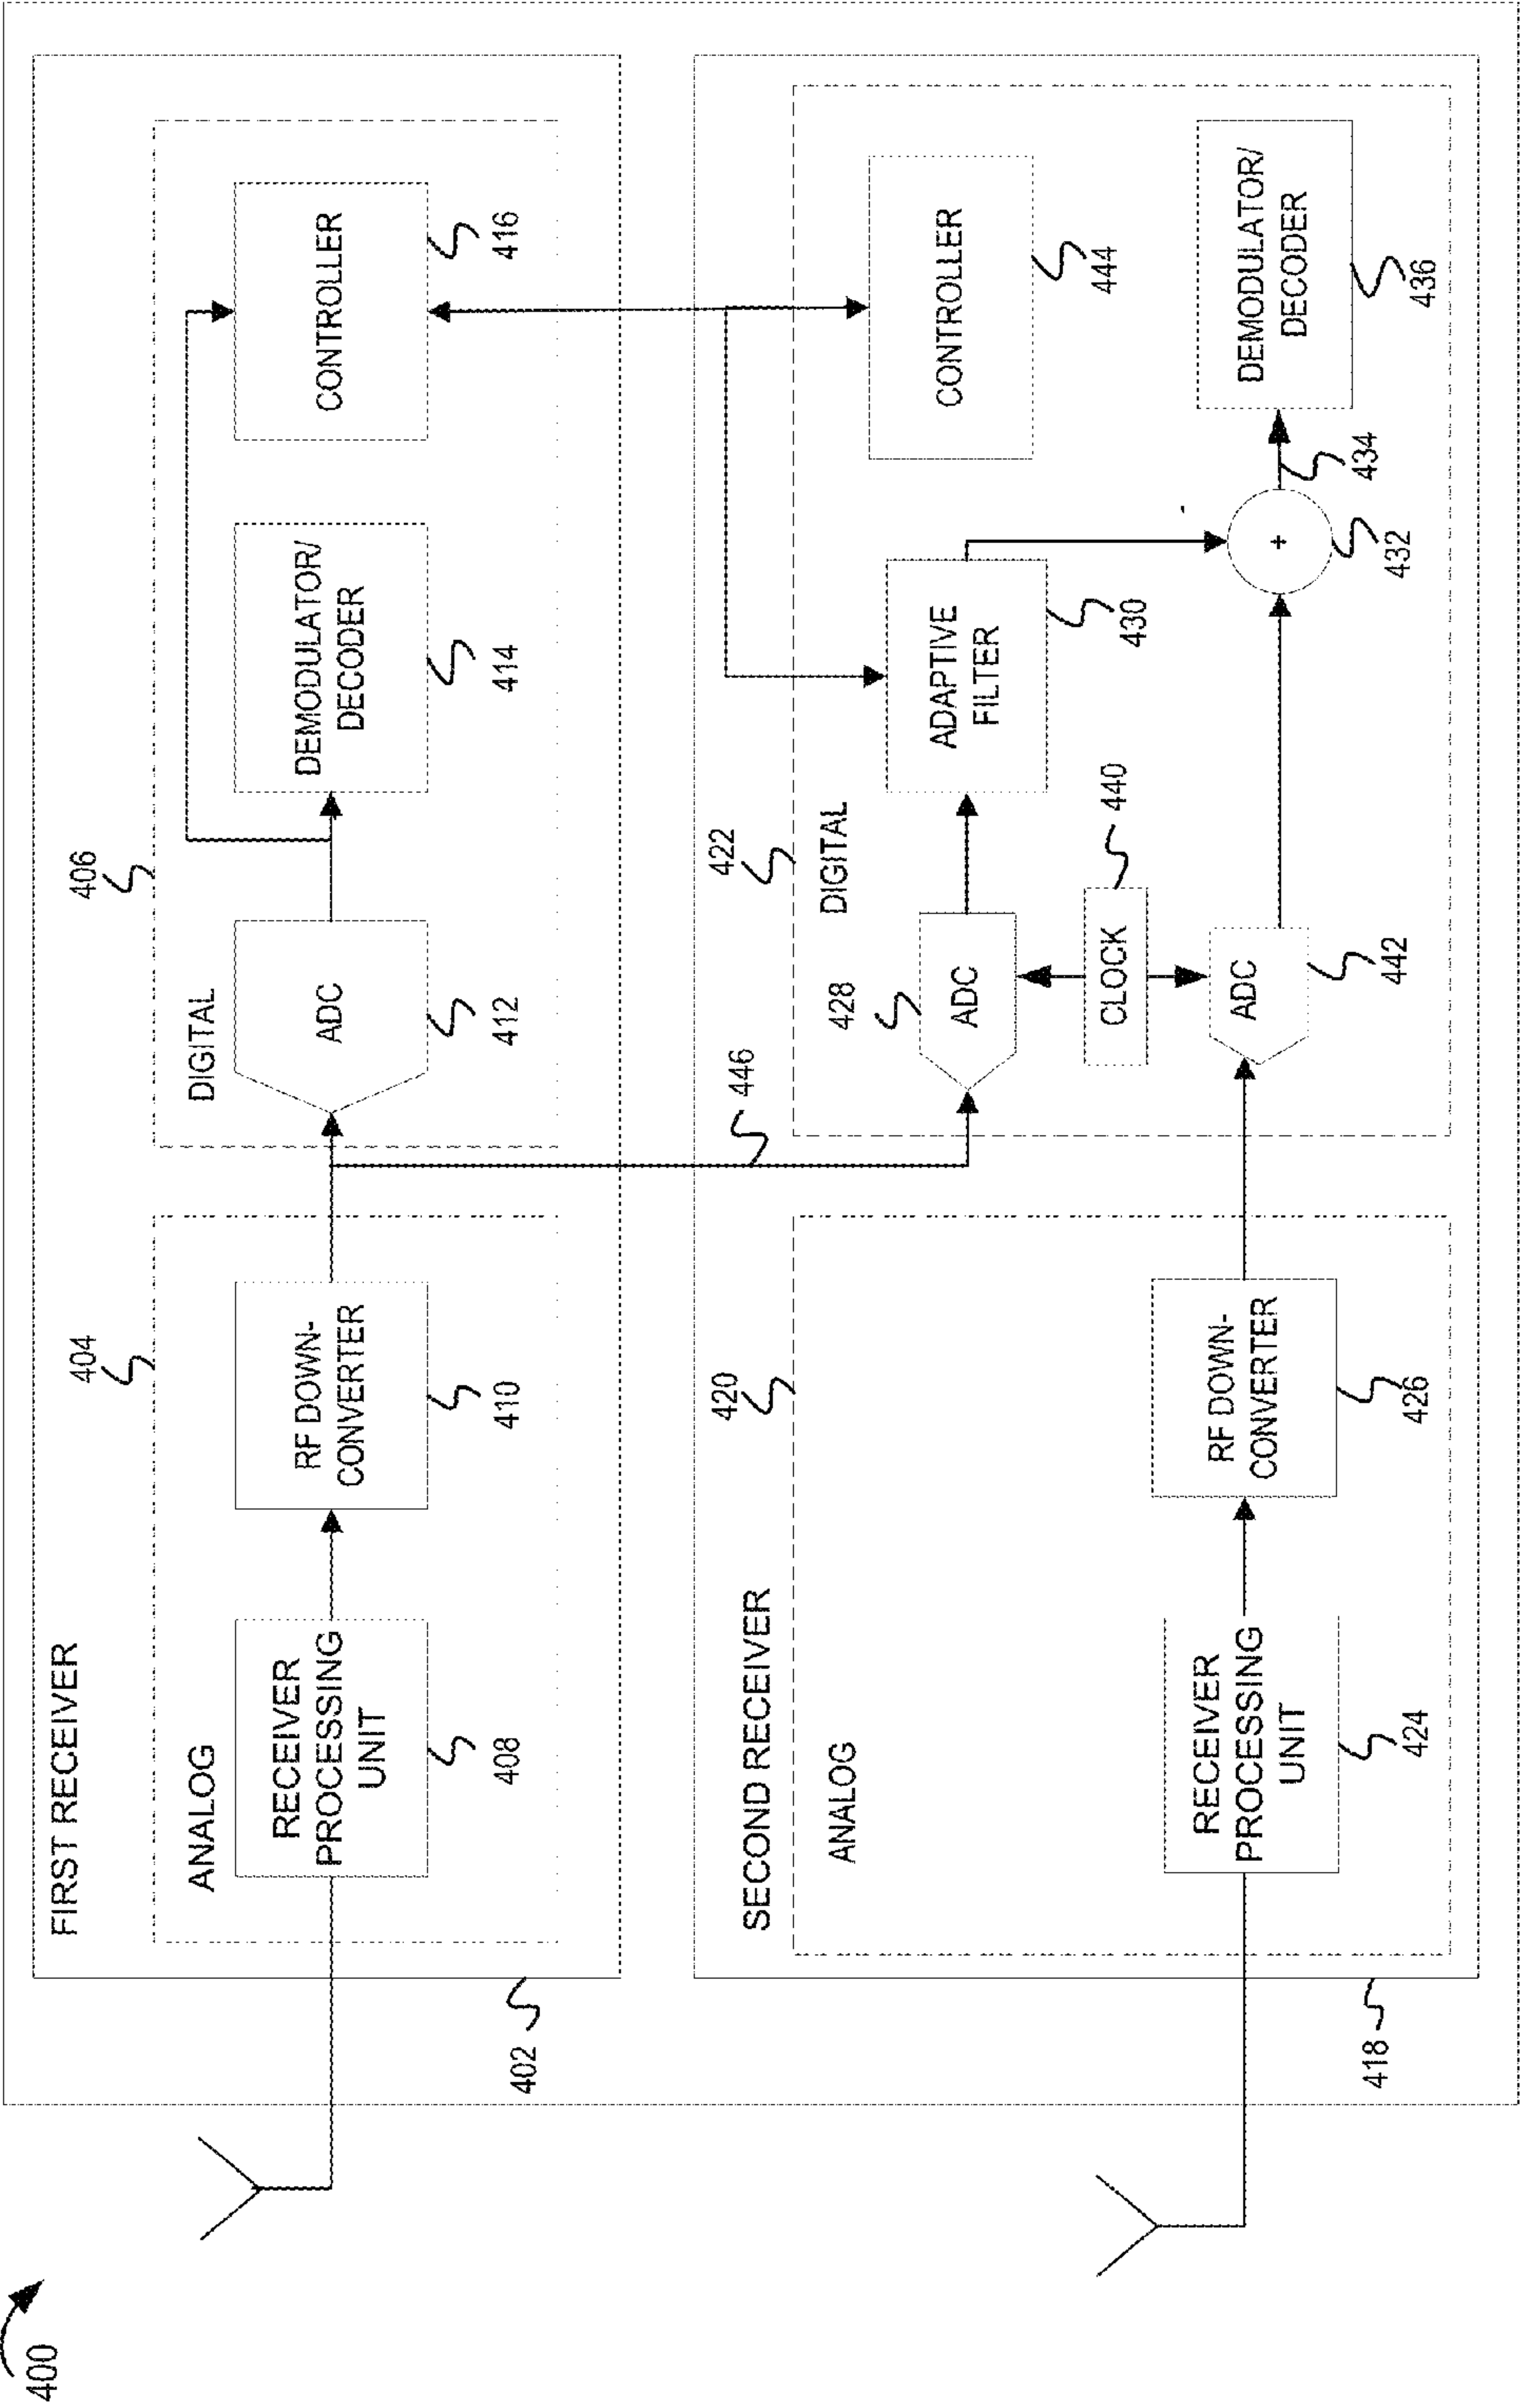 400
FIRST RECEIVER
402
404
ANALOG
RECEIVER
PROCESSING
UNIT
408
RF DOWN-
CONVERTER
410
406
DIGITAL
ADC
412
DEMODULATOR/
DECODER
414
CONTROLLER
416
446
SECOND RECEIVER
418
420
ANALOG
RECEIVER
PROCESSING
UNIT
424
RF DOWN-
CONVERTER
426
422
DIGITAL
428
ADC
CLOCK
440
ADC
442
ADAPTIVE
FILTER
430
+
432
434
CONTROLLER
444
DEMODULATOR/
DECODER
436